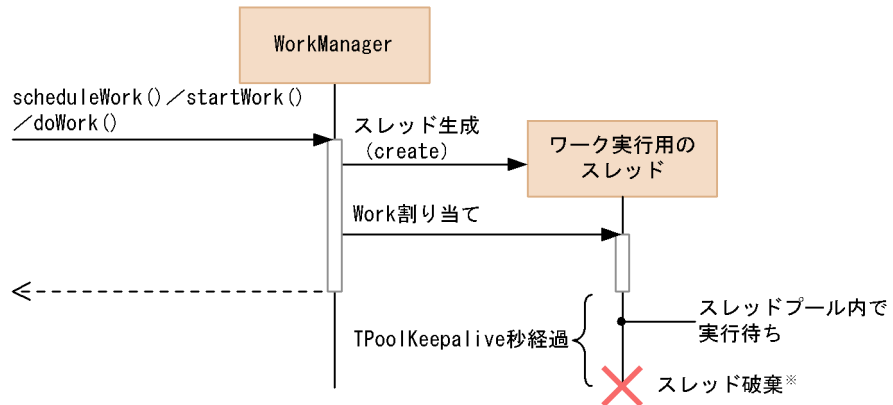 WorkManager
scheduleWork()／startWork()
／doWork()
スレッド生成
（create）
ワーク実行用の
スレッド
Work割り当て
スレッドプール内で
実行待ち
TPoolKeepalive秒経過
スレッド破棄※